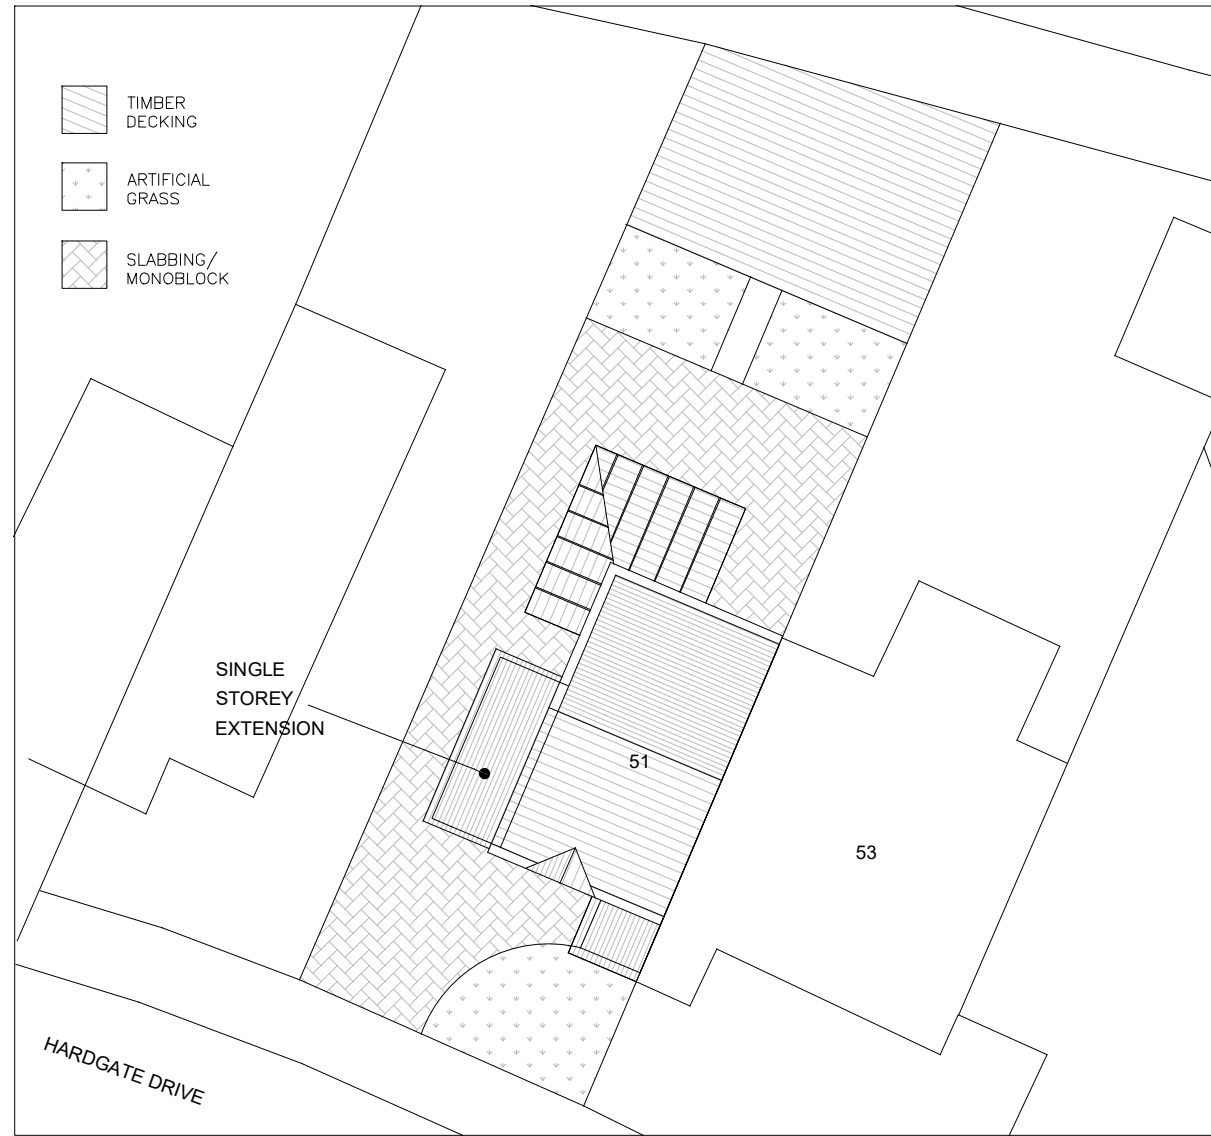 TIMBER
DECKING
ARTIFICIAL
GRASS
SLABBING/
MONOBLOCK
SINGLE
STOREY
EXTENSION
51
53
HARDGATE DRIVE